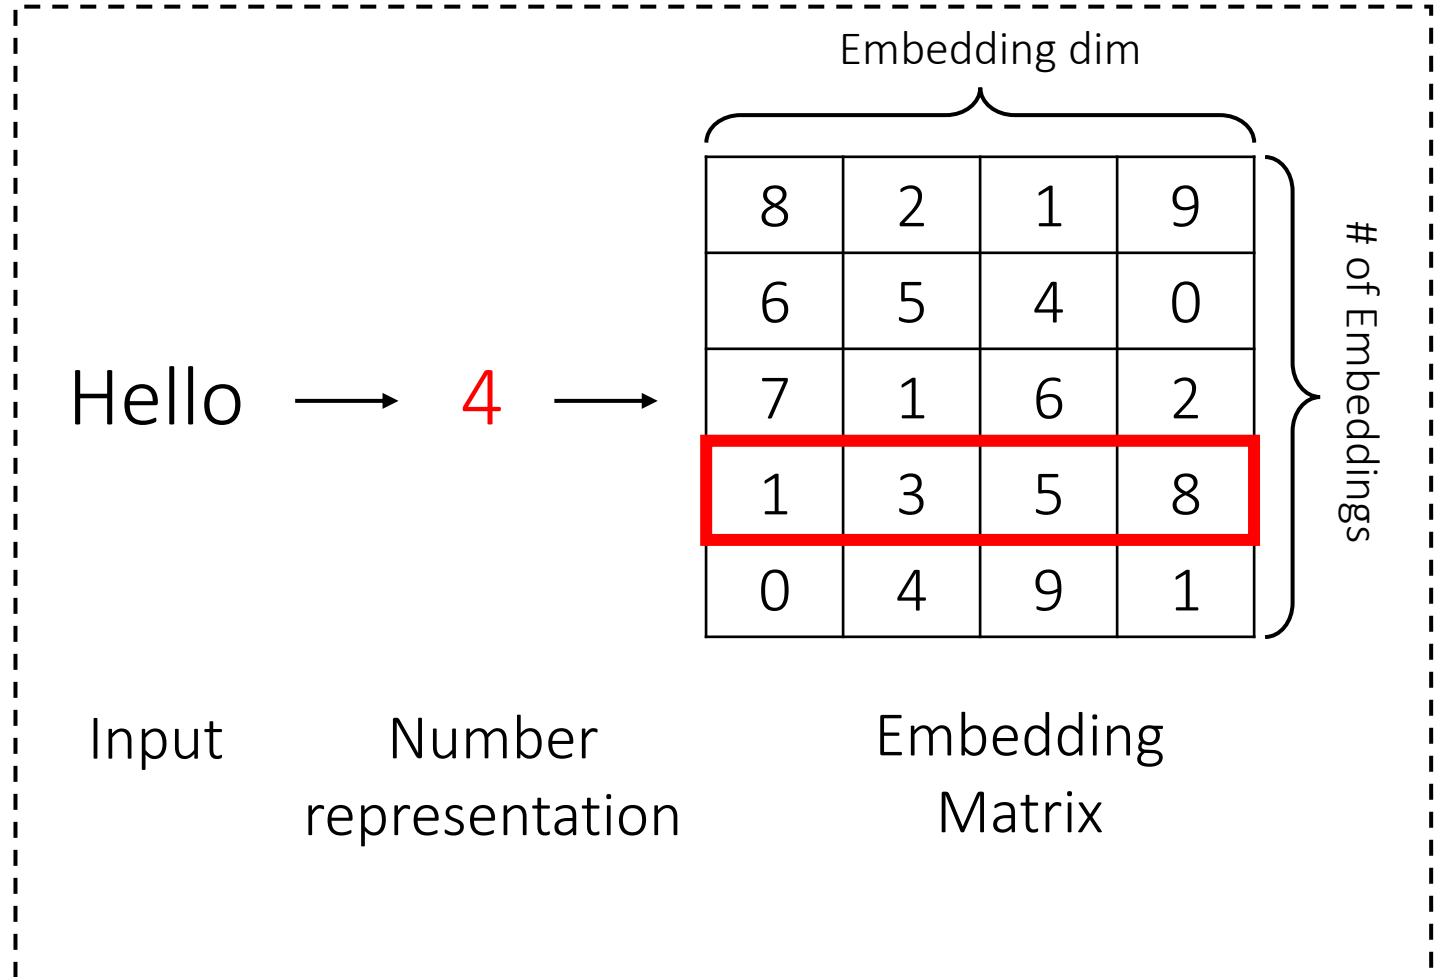 Embedding dim
8 2 1 9
6 5 4 0
Hello 4 7 1 6 2
1 3 5 8
0 4 9 1
# of Embeddings
Input
Number
representation
Embedding
Matrix